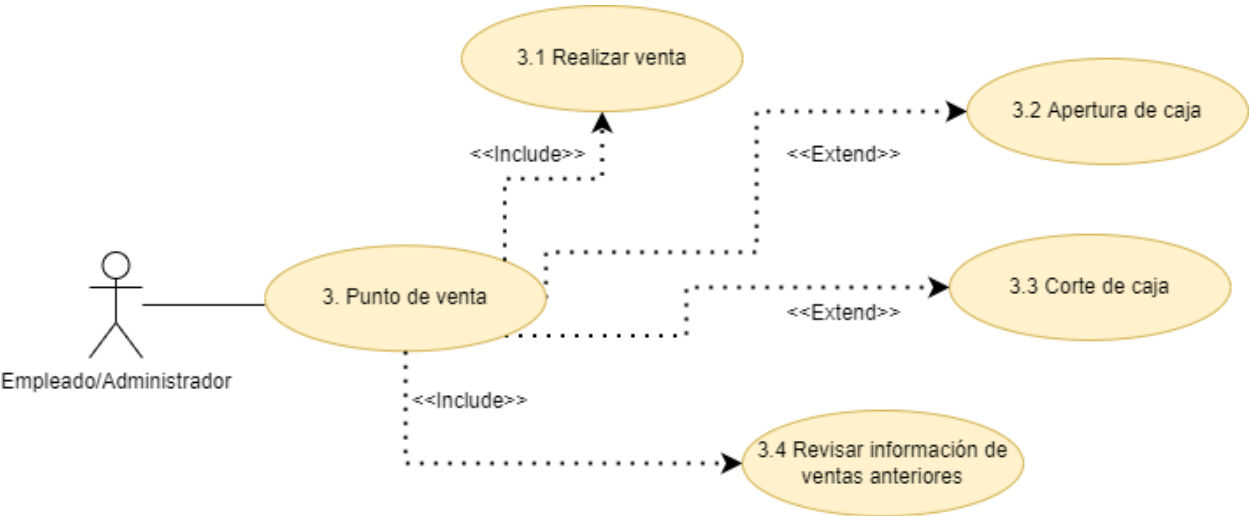 3.1 Realizar venta
3.2 Apertura de caja
<<Include>>
<<Extend>>
3. Punto de venta
3.3 Corte de caja
<<Extend>>
Empleado/Administrador
<<Include>>
3.4 Revisar información de
ventas anteriores